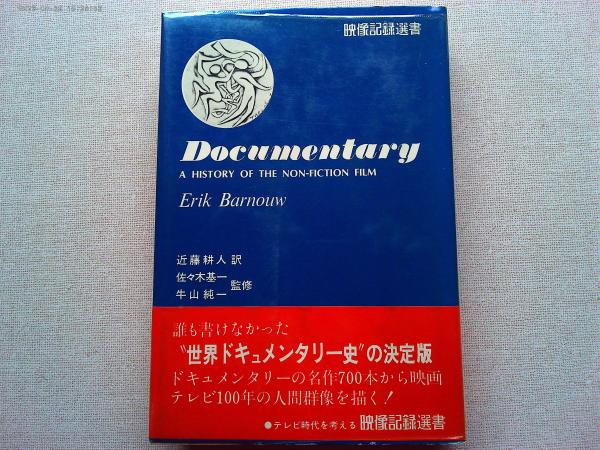 映像記録選書
Documentary
A HISTORY OF THE NON-FICTION FILM
Erik Barnouw
近藤耕人 訳
佐々木基一
牛山純一 監修
誰も書けなかった
“世界ドキュメンタリー史”の決定版
ドキュメンタリーの名作700本から映画
テレビ100年の人間群像を描く!
●テレビ時代を考える 映像記録選書